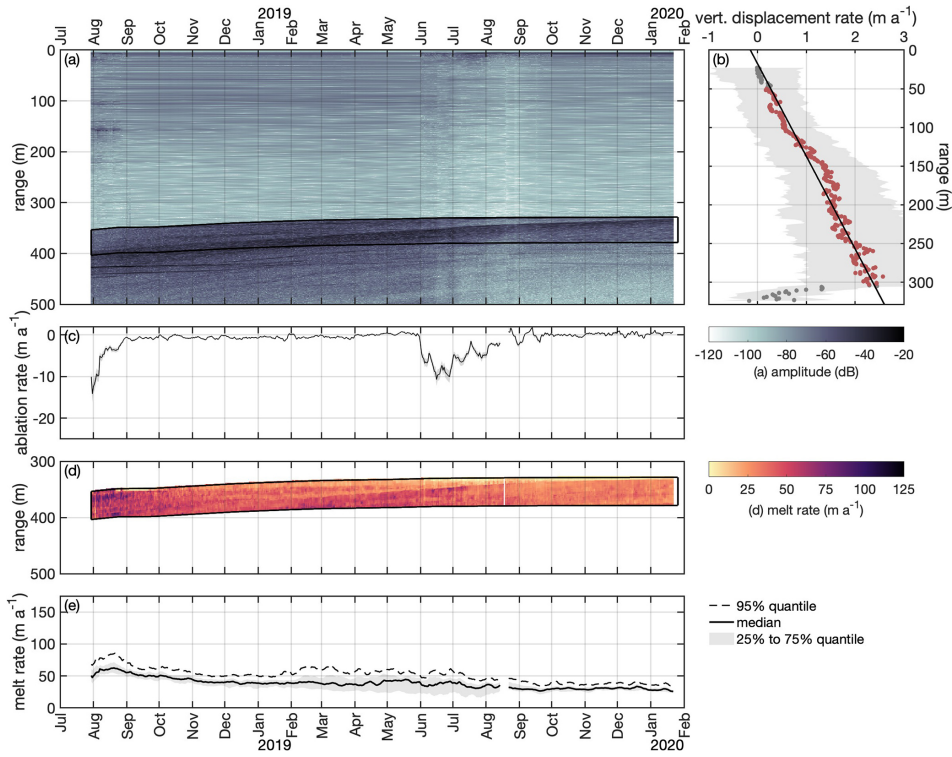 2019 2020
Jul Aug Sep Oct Nov Dec Jan Feb Mar Apr May Jun Jul Aug Sep Oct Nov Dec Jan Feb
vert. displacement rate (m a⁻¹)
-1 0 1 2 3
(a)
range (m)
0
100
200
300
400
500
(b)
0
50
100
150
200
250
300
range (m)
(c)
ablation rate (m a⁻¹)
0
-10
-20
-120 -100 -80 -60 -40 -20
(a) amplitude (dB)
(d)
range (m)
300
400
500
0 25 50 75 100 125
(d) melt rate (m a⁻¹)
(e)
melt rate (m a⁻¹)
150
100
50
0
95% quantile
median
25% to 75% quantile
Jul Aug Sep Oct Nov Dec Jan Feb Mar Apr May Jun Jul Aug Sep Oct Nov Dec Jan Feb
2019 2020